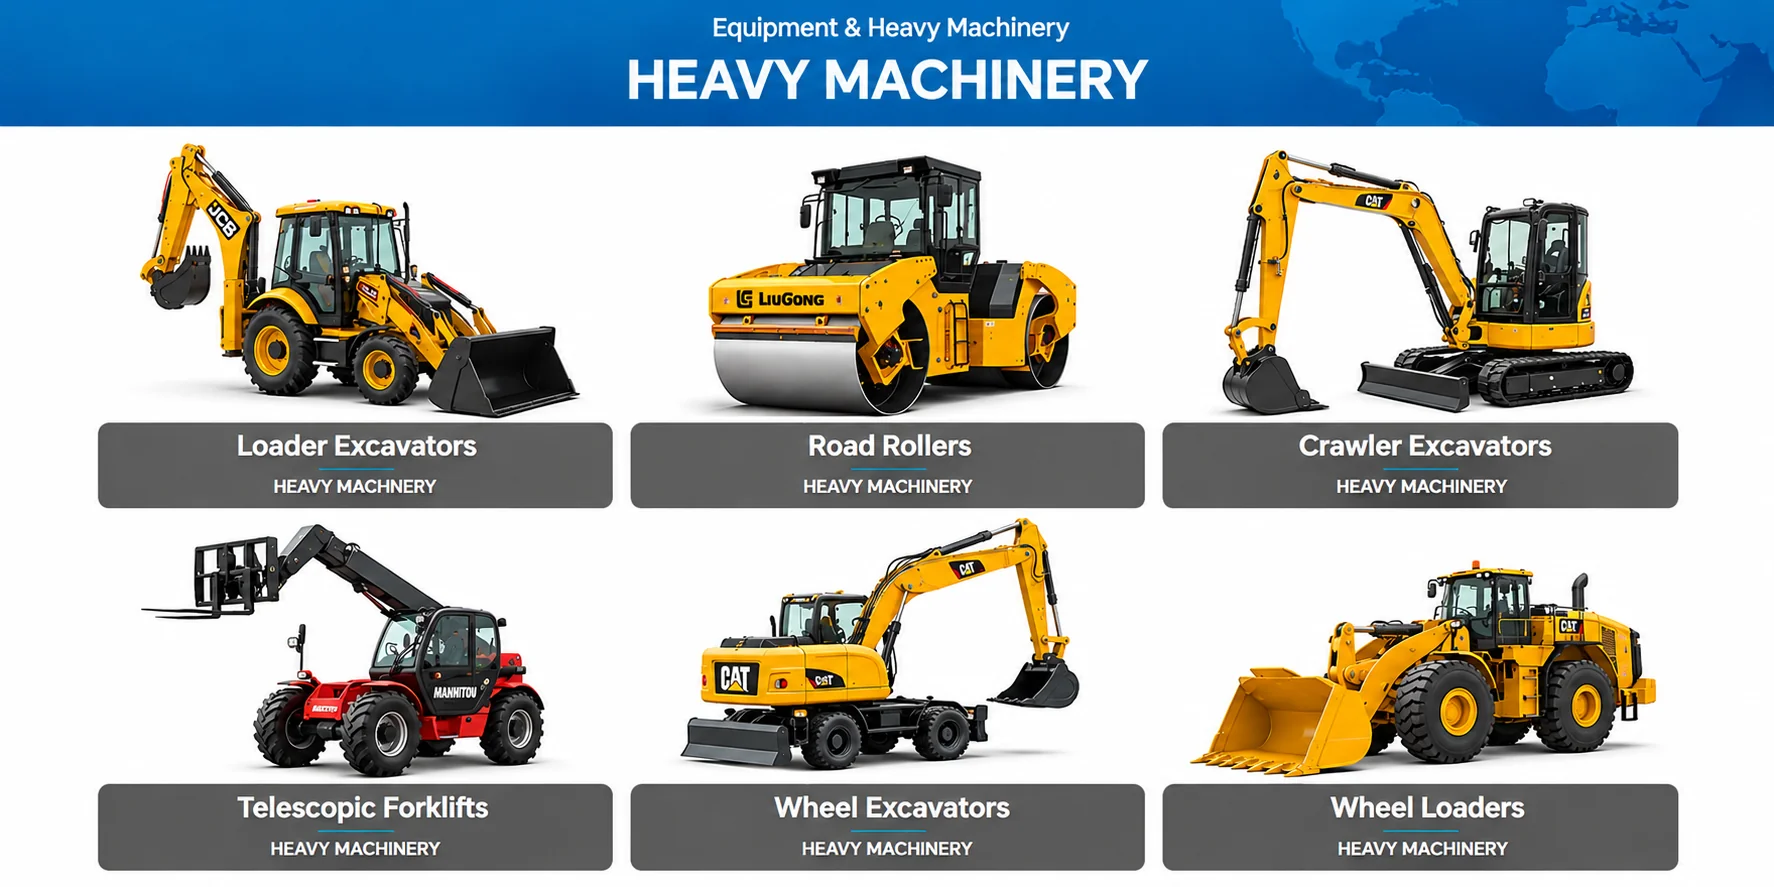 Equipment & Heavy Machinery
HEAVY MACHINERY
JCB
LG LIUGONG
CAT
Loader Excavators
HEAVY MACHNERY
Road Rollers
HEAVY MACHINERY
Crawler Excavators
HEAVY MACHINERY
MANITOU
CAT
CAT
CAT
CAT
Telescopic Forklifts
HEAVY MACHINERY
Wheel Excavators
HEAVY MACHINERY
Wheel Loaders
HEAVY MACHINERY